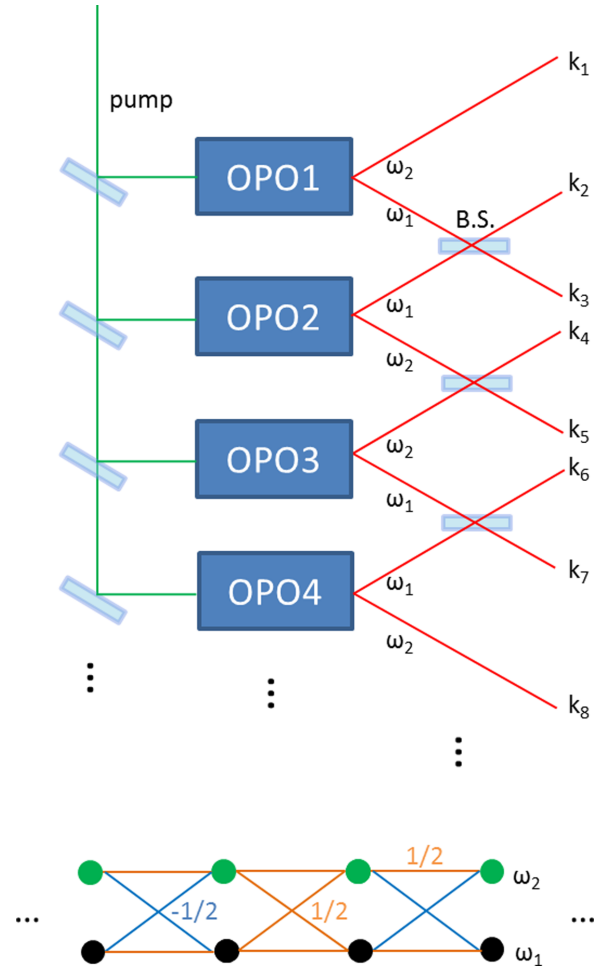 pump
k₁
OPO1
ω₂
ω₁
B.S.
k₂
k₃
OPO2
ω₁
ω₂
k₄
k₅
OPO3
ω₂
ω₁
k₆
k₇
OPO4
ω₁
ω₂
k₈
...
...
...
1/2
ω₂
... -1/2 1/2 ...
ω₁